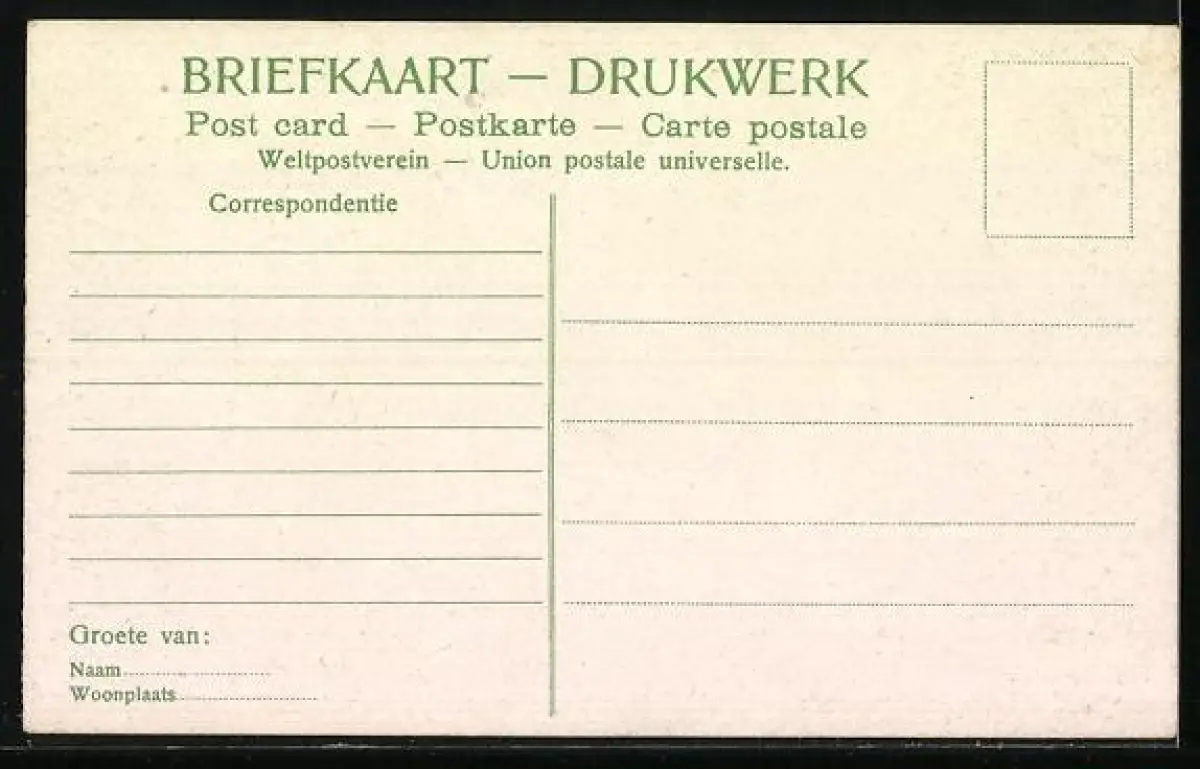 BRIEFKAART — DRUKWERK
Post card — Postkarte — Carte postale
Weltpostverein — Union postale universelle.
Correspondentie
Groete van:
Naam
Woonplaats